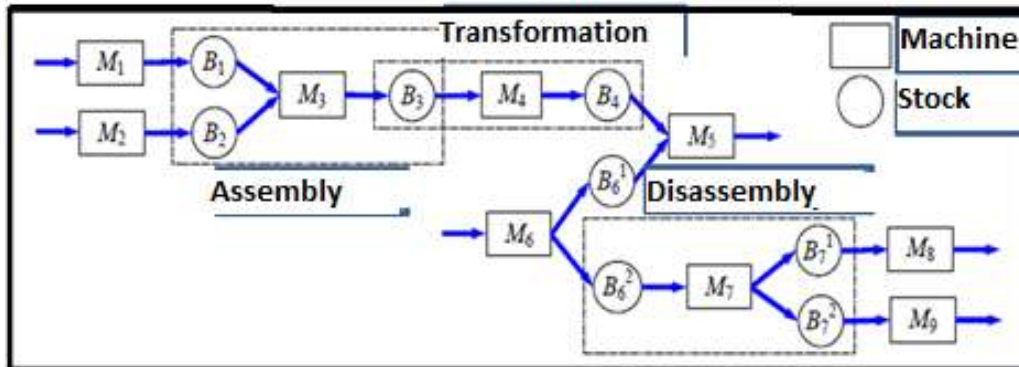 Transformation
Machine
M1 B1 M3 B3 M4 B4
Stock
M2 B2 M5
Assembly B6^1 Disassembly
M6
B6^2 M7 B7^1 M8
B7^2 M9